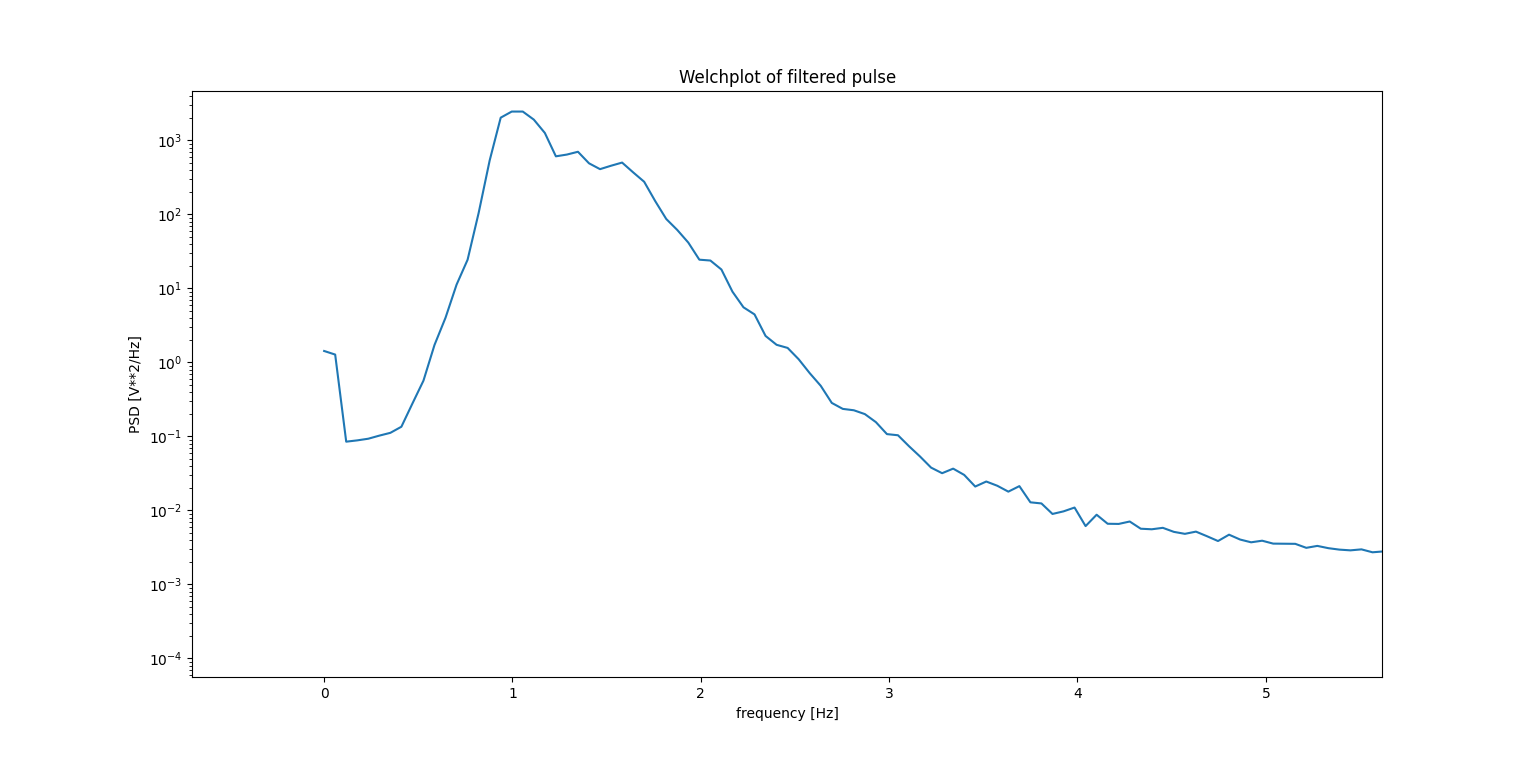 Welchplot of filtered pulse
PSD [V**2/Hz]
10³
10²
10¹
10⁰
10⁻¹
10⁻²
10⁻³
10⁻⁴
0 1 2 3 4 5
frequency [Hz]